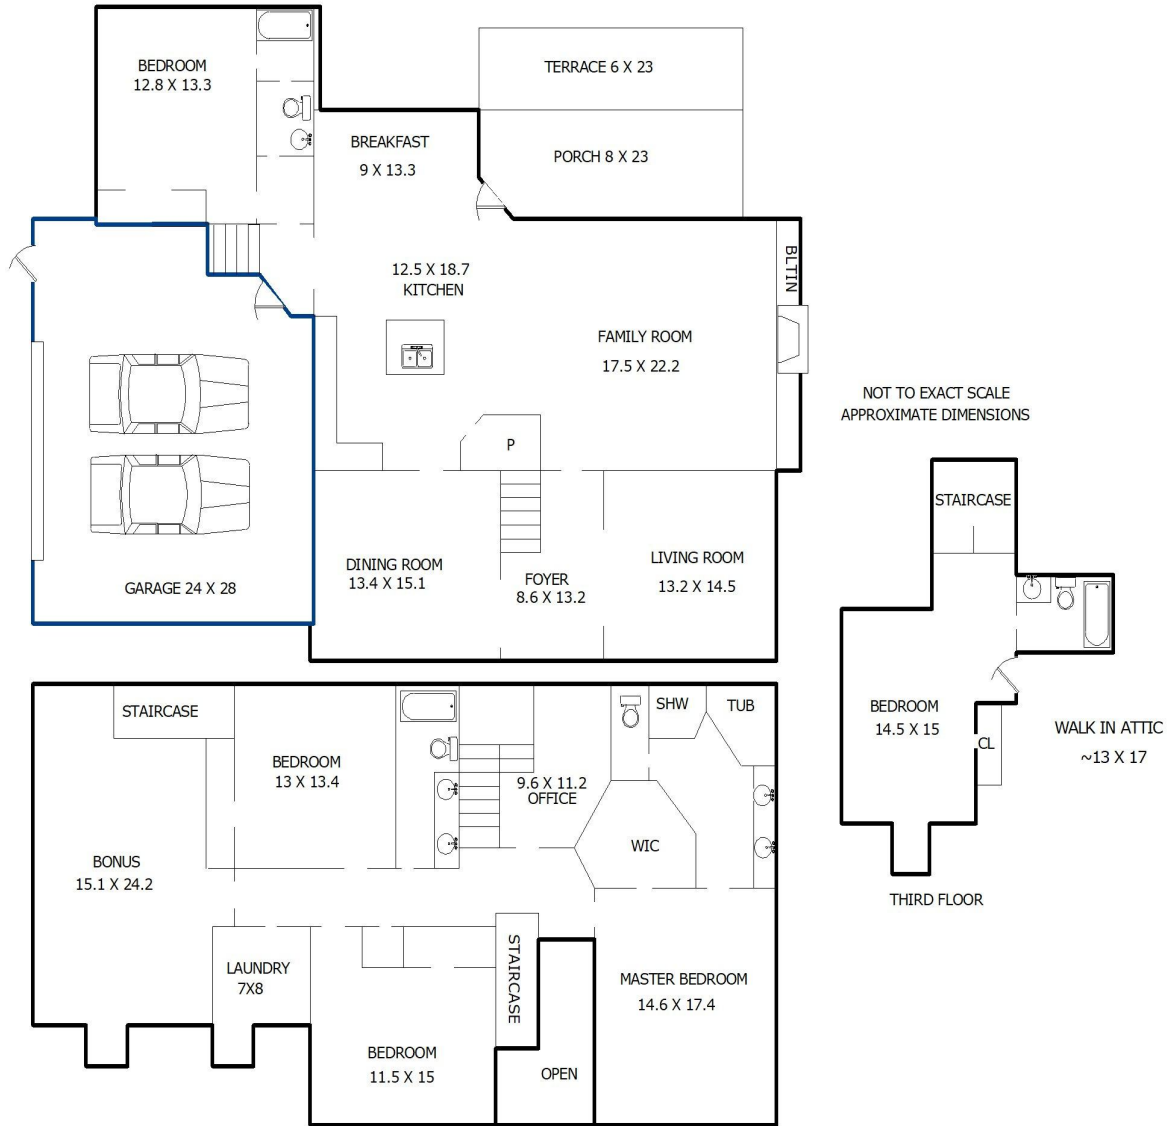 BEDROOM
12.8 X 13.3
TERRACE 6 X 23
BREAKFAST
9 X 13.3
PORCH 8 X 23
12.5 X 18.7
KITCHEN
BLTIN
FAMILY ROOM
17.5 X 22.2
P
GARAGE 24 X 28
DINING ROOM
13.4 X 15.1
FOYER
8.6 X 13.2
LIVING ROOM
13.2 X 14.5
NOT TO EXACT SCALE
APPROXIMATE DIMENSIONS
STAIRCASE
BEDROOM
14.5 X 15
CL
WALK IN ATTIC
~13 X 17
THIRD FLOOR
STAIRCASE
BEDROOM
13 X 13.4
9.6 X 11.2
OFFICE
SHW
TUB
WIC
BONUS
15.1 X 24.2
LAUNDRY
7X8
STAIRCASE
MASTER BEDROOM
14.6 X 17.4
BEDROOM
11.5 X 15
OPEN